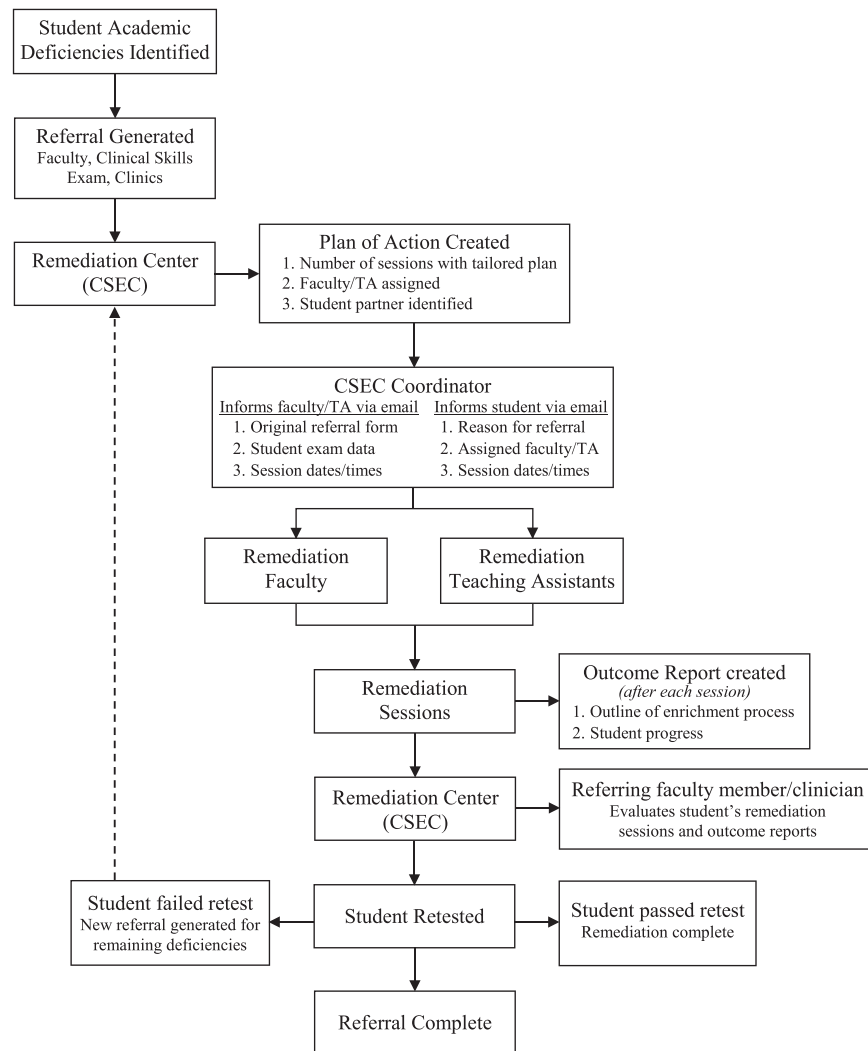 Student Academic
Deficiencies Identified
Referral Generated
Faculty, Clinical Skills
Exam, Clinics
Remediation Center
(CSEC)
Plan of Action Created
1. Number of sessions with tailored plan
2. Faculty/TA assigned
3. Student partner identified
CSEC Coordinator
Informs faculty/TA via email
1. Original referral form
2. Student exam data
3. Session dates/times
Informs student via email
1. Reason for referral
2. Assigned faculty/TA
3. Session dates/times
Remediation
Faculty
Remediation
Teaching Assistants
Remediation
Sessions
Outcome Report created
(after each session)
1. Outline of enrichment process
2. Student progress
Remediation Center
(CSEC)
Referring faculty member/clinician
Evaluates student’s remediation
sessions and outcome reports
Student failed retest
New referral generated for
remaining deficiencies
Student Retested
Student passed retest
Remediation complete
Referral Complete